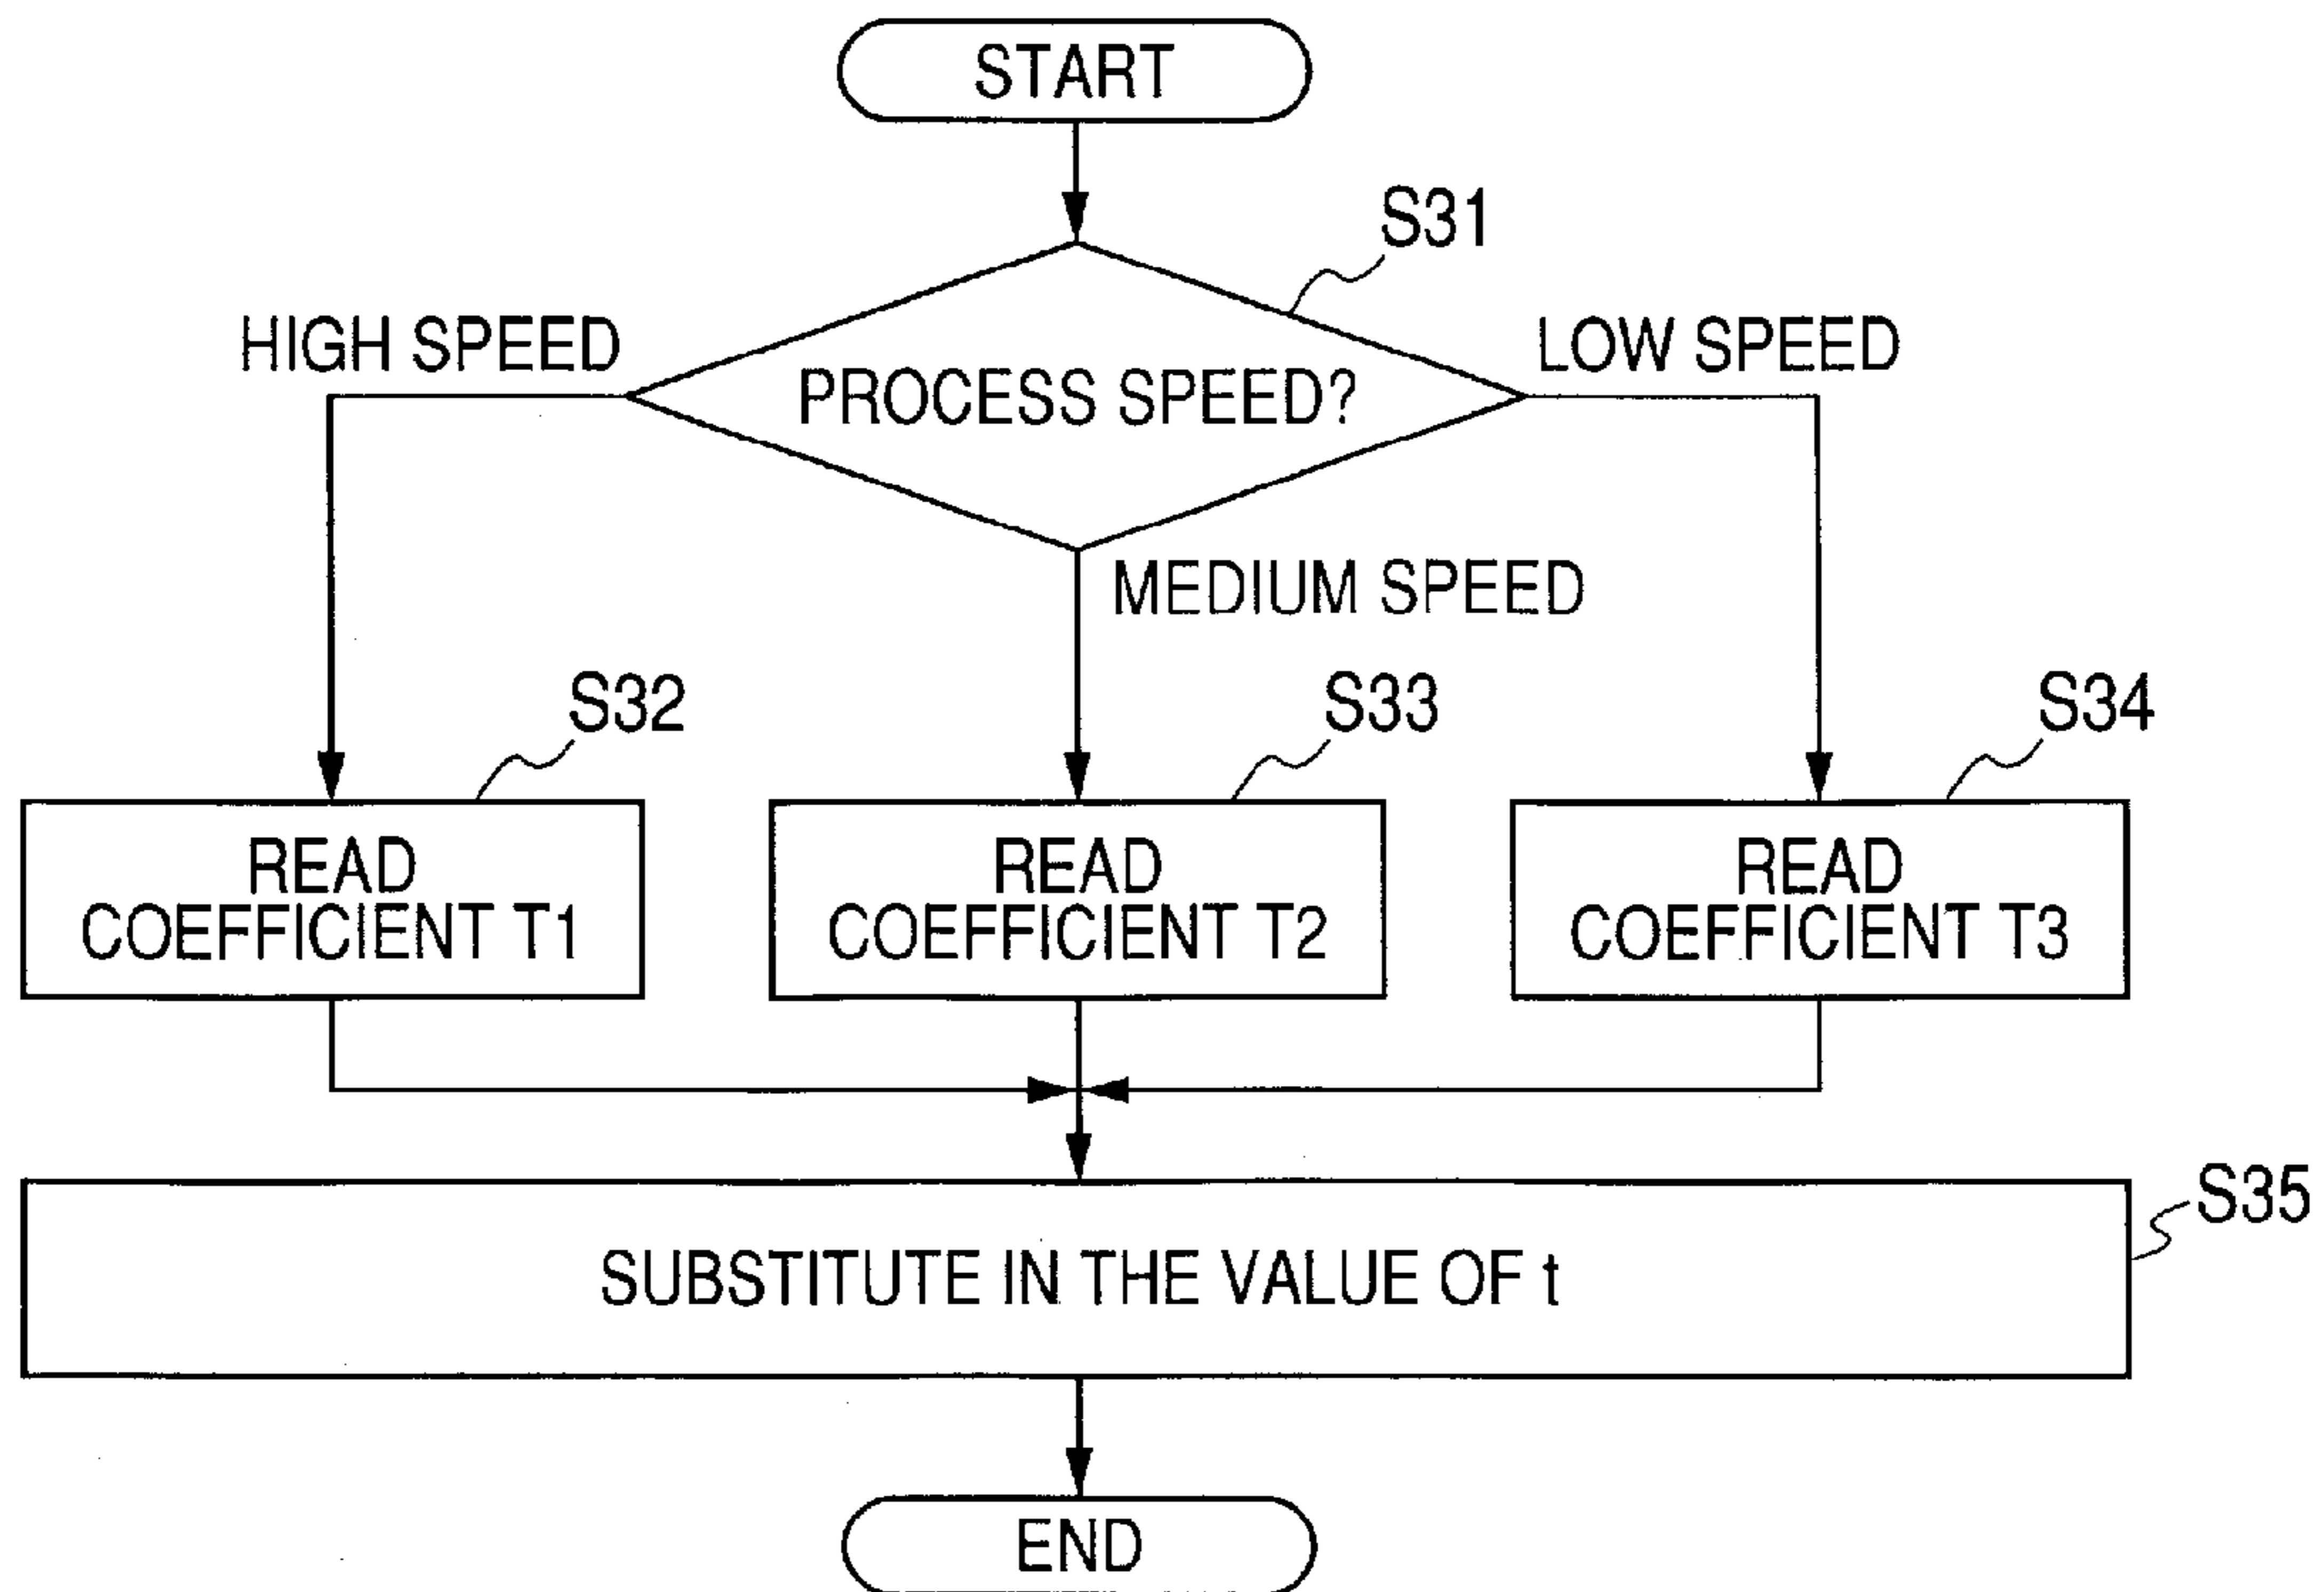 START
S31
HIGH SPEED
PROCESS SPEED?
LOW SPEED
MEDIUM SPEED
S32
S33
S34
READ
COEFFICIENT T1
READ
COEFFICIENT T2
READ
COEFFICIENT T3
SUBSTITUTE IN THE VALUE OF t
S35
END